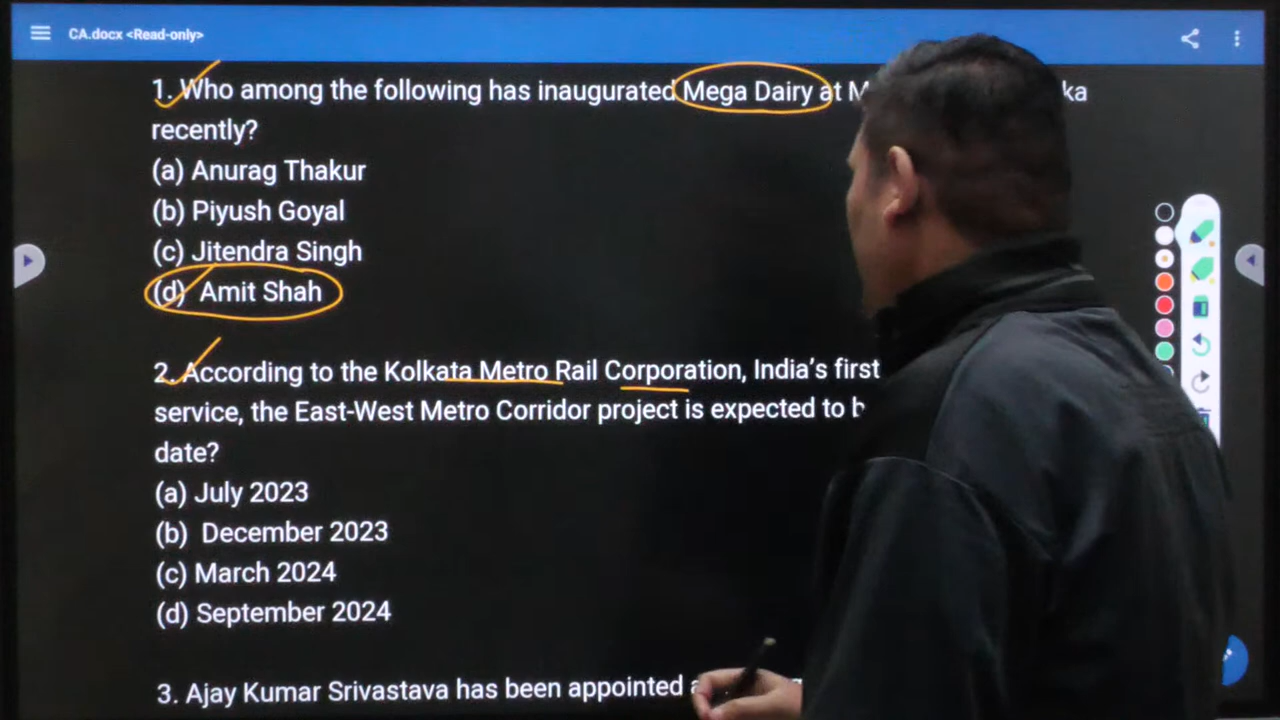 CA.docx <Read-only>
1. Who among the following has inaugurated Mega Dairy at
recently?
(a) Anurag Thakur
(b) Piyush Goyal
(c) Jitendra Singh
(d) Amit Shah
2. According to the Kolkata Metro Rail Corporation, India's first
service, the East-West Metro Corridor project is expected to
date?
(a) July 2023
(b) December 2023
(c) March 2024
(d) September 2024
3. Ajay Kumar Srivastava has been appointed